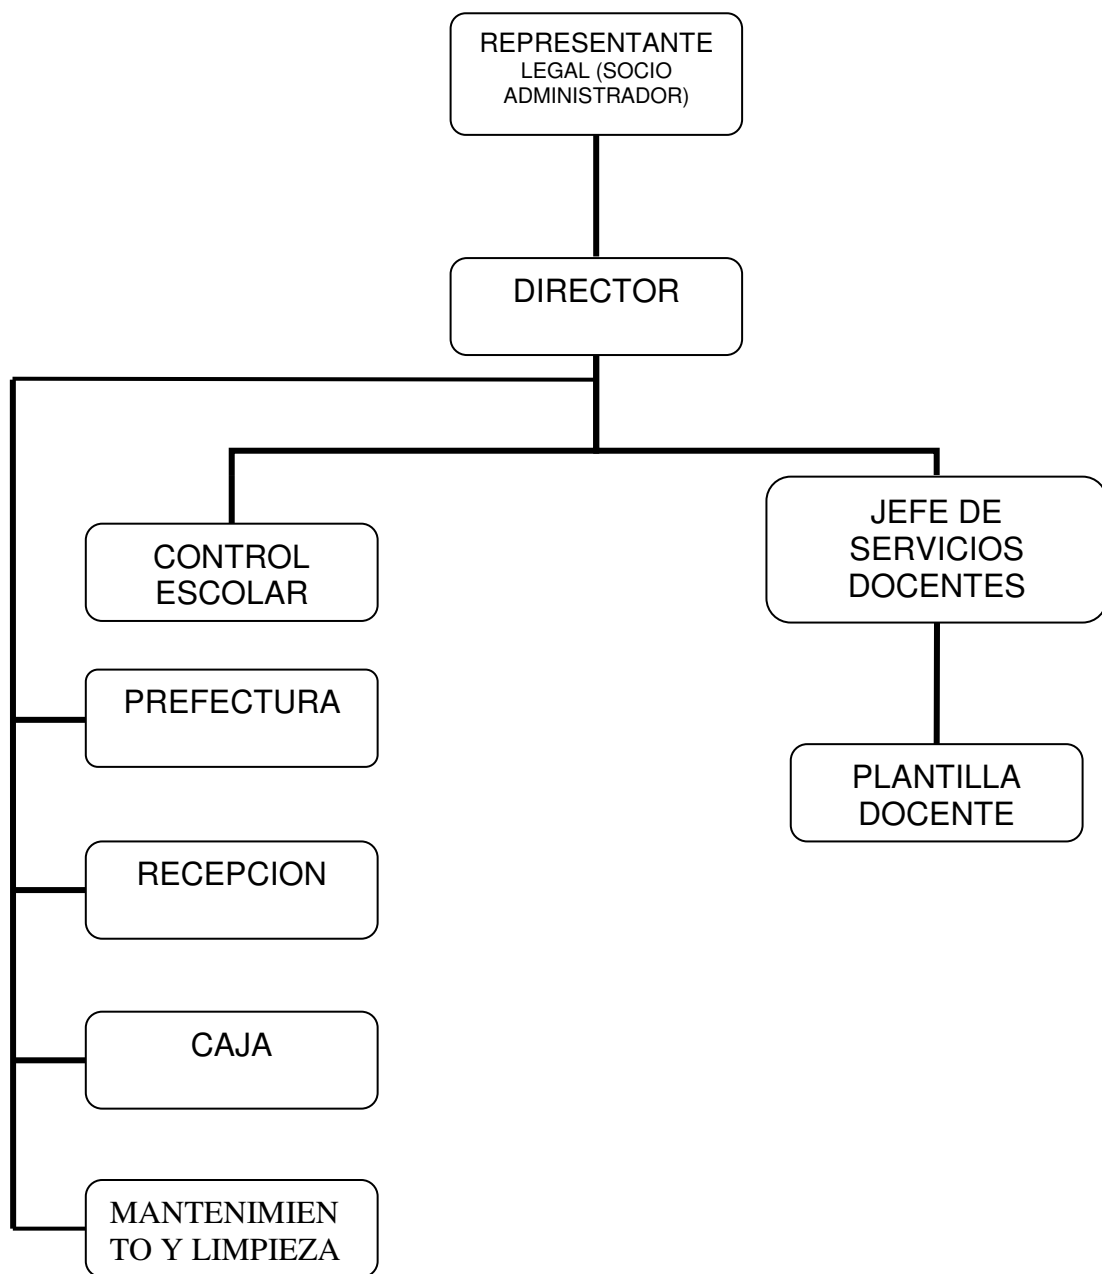 REPRESENTANTE
LEGAL (SOCIO
ADMINISTRADOR)
DIRECTOR
CONTROL
ESCOLAR
JEFE DE
SERVICIOS
DOCENTES
PREFECTURA
PLANTILLA
DOCENTE
RECEPCION
CAJA
MANTENIMIEN
TO Y LIMPIEZA